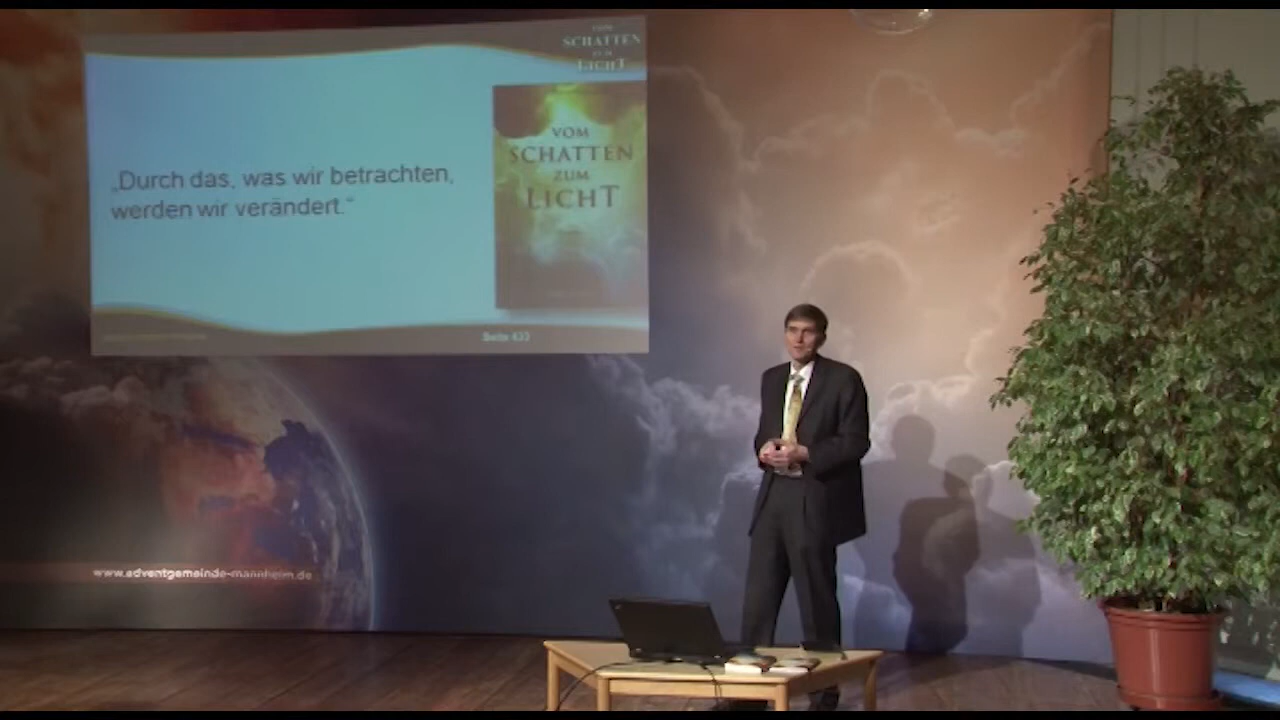 VOM
SCHATTEN
ZUM
LICHT
VOM
SCHATTEN
ZUM
LICHT
„Durch das, was wir betrachten,
werden wir verändert.“
Seite 433
www.adventgemeinde-mannheim.de